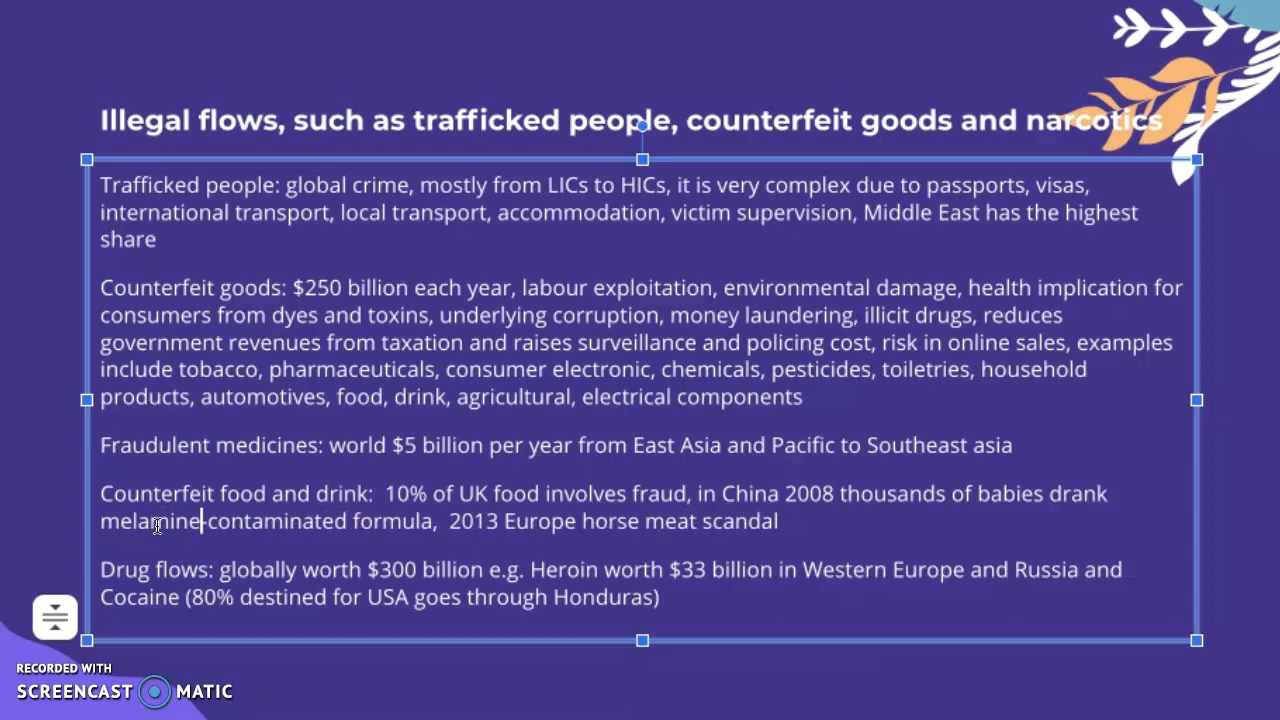 Illegal flows, such as trafficked people, counterfeit goods and narcotics
Trafficked people: global crime, mostly from LICs to HICs, it is very complex due to passports, visas,
international transport, local transport, accommodation, victim supervision, Middle East has the highest
share
Counterfeit goods: $250 billion each year, labour exploitation, environmental damage, health implication for
consumers from dyes and toxins, underlying corruption, money laundering, illicit drugs, reduces
government revenues from taxation and raises surveillance and policing cost, risk in online sales, examples
include tobacco, pharmaceuticals, consumer electronic, chemicals, pesticides, toiletries, household
products, automotives, food, drink, agricultural, electrical components
Fraudulent medicines: world $5 billion per year from East Asia and Pacific to Southeast asia
Counterfeit food and drink:  10% of UK food involves fraud, in China 2008 thousands of babies drank
melamine-contaminated formula,  2013 Europe horse meat scandal
Drug flows: globally worth $300 billion e.g. Heroin worth $33 billion in Western Europe and Russia and
Cocaine (80% destined for USA goes through Honduras)
RECORDED WITH
SCREENCAST MATIC